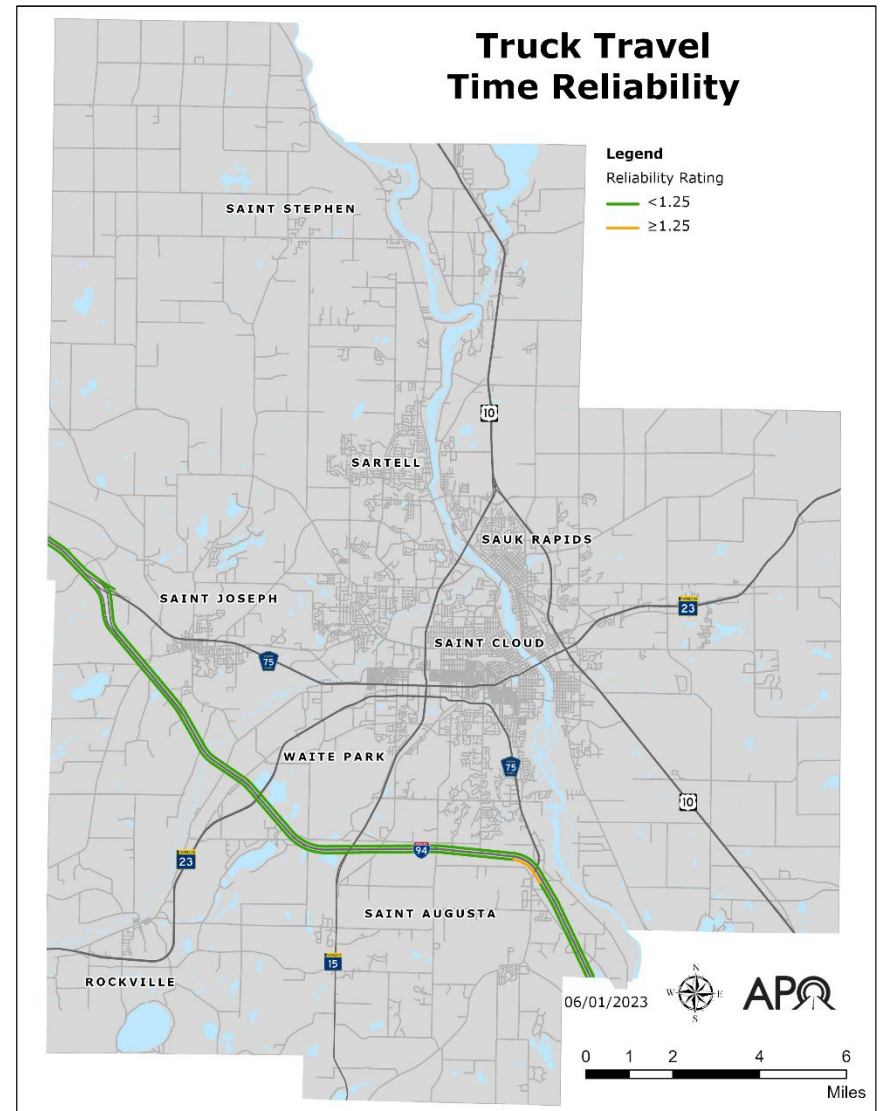 Truck Travel
Time Reliability
Legend
Reliability Rating
<1.25
≥1.25
SAINT STEPHEN
10
SARTELL
SAUK RAPIDS
SAINT JOSEPH
23
SAINT CLOUD
75
WAITE PARK
75
10
94
23
SAINT AUGUSTA
15
ROCKVILLE
06/01/2023
N
W
E
S
APO
0 1 2 4 6
Miles